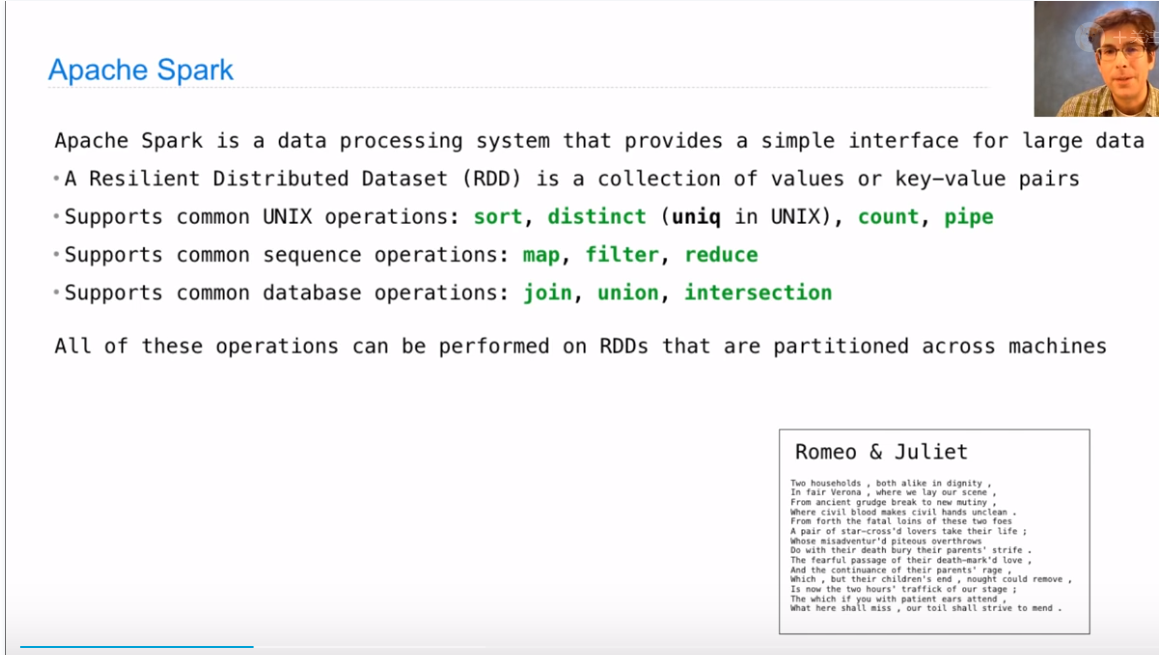 Apache Spark
Apache Spark is a data processing system that provides a simple interface for large data
•A Resilient Distributed Dataset (RDD) is a collection of values or key-value pairs
•Supports common UNIX operations: sort, distinct (uniq in UNIX), count, pipe
•Supports common sequence operations: map, filter, reduce
•Supports common database operations: join, union, intersection
All of these operations can be performed on RDDs that are partitioned across machines
Romeo & Juliet
Two households , both alike in dignity ,
In fair Verona , where we lay our scene ,
From ancient grudge break to new mutiny ,
Where civil blood makes civil hands unclean .
From forth the fatal loins of these two foes
A pair of star-cross'd lovers take their life ;
Whose misadventur'd piteous overthrows
Do with their death bury their parents' strife .
The fearful passage of their death-mark'd love ,
And the continuance of their parents' rage ,
Which , but their children's end , nought could remove ,
Is now the two hours' traffick of our stage ;
The which if you with patient ears attend ,
What here shall miss , our toil shall strive to mend .